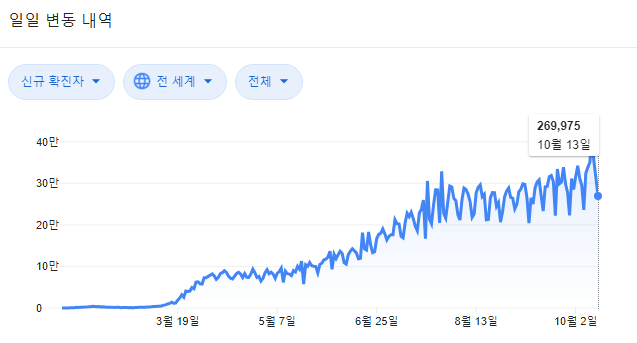 일일 변동 내역
신규 확진자 전 세계 전체
269,975
10월 13일
40만
30만
20만
10만
0
3월 19일 5월 7일 6월 25일 8월 13일 10월 2일